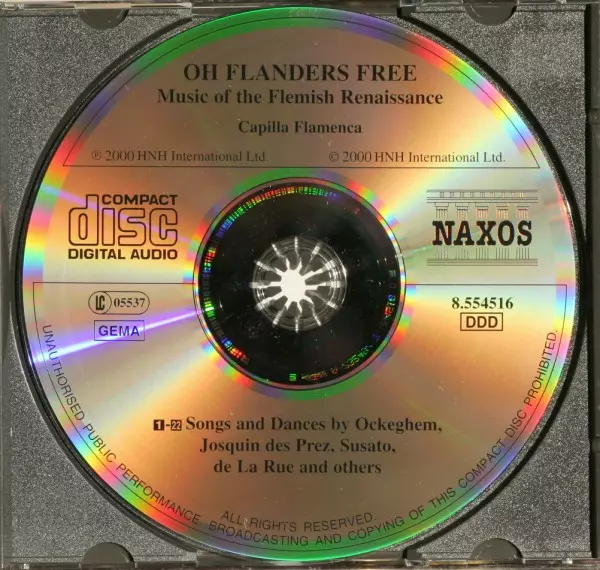 OH FLANDERS FREE
Music of the Flemish Renaissance
Capilla Flamenca
℗ 2000 HNH International Ltd.
© 2000 HNH International Ltd.
COMPACT
disc
DIGITAL AUDIO
NAXOS
LC 05537
GEMA
8.554516
DDD
1-22 Songs and Dances by Ockeghem,
Josquin des Prez, Susato,
de La Rue and others
ALL RIGHTS RESERVED.
UNAUTHORISED PUBLIC PERFORMANCE, BROADCASTING AND COPYING OF THIS COMPACT DISC PROHIBITED.